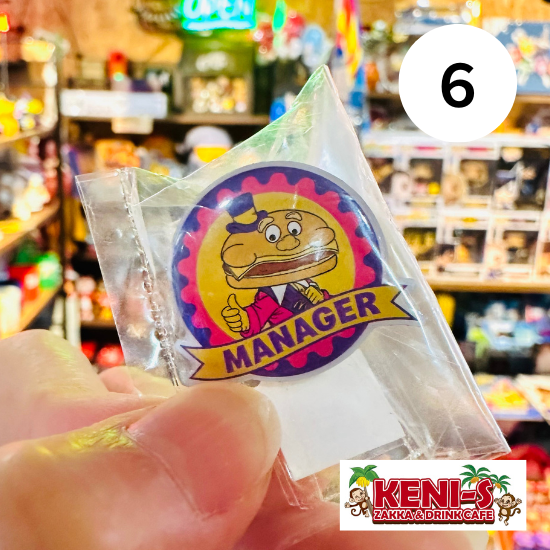 OPEN
6
MANAGER
KENI-S
ZAKKA & DRINK CAFE